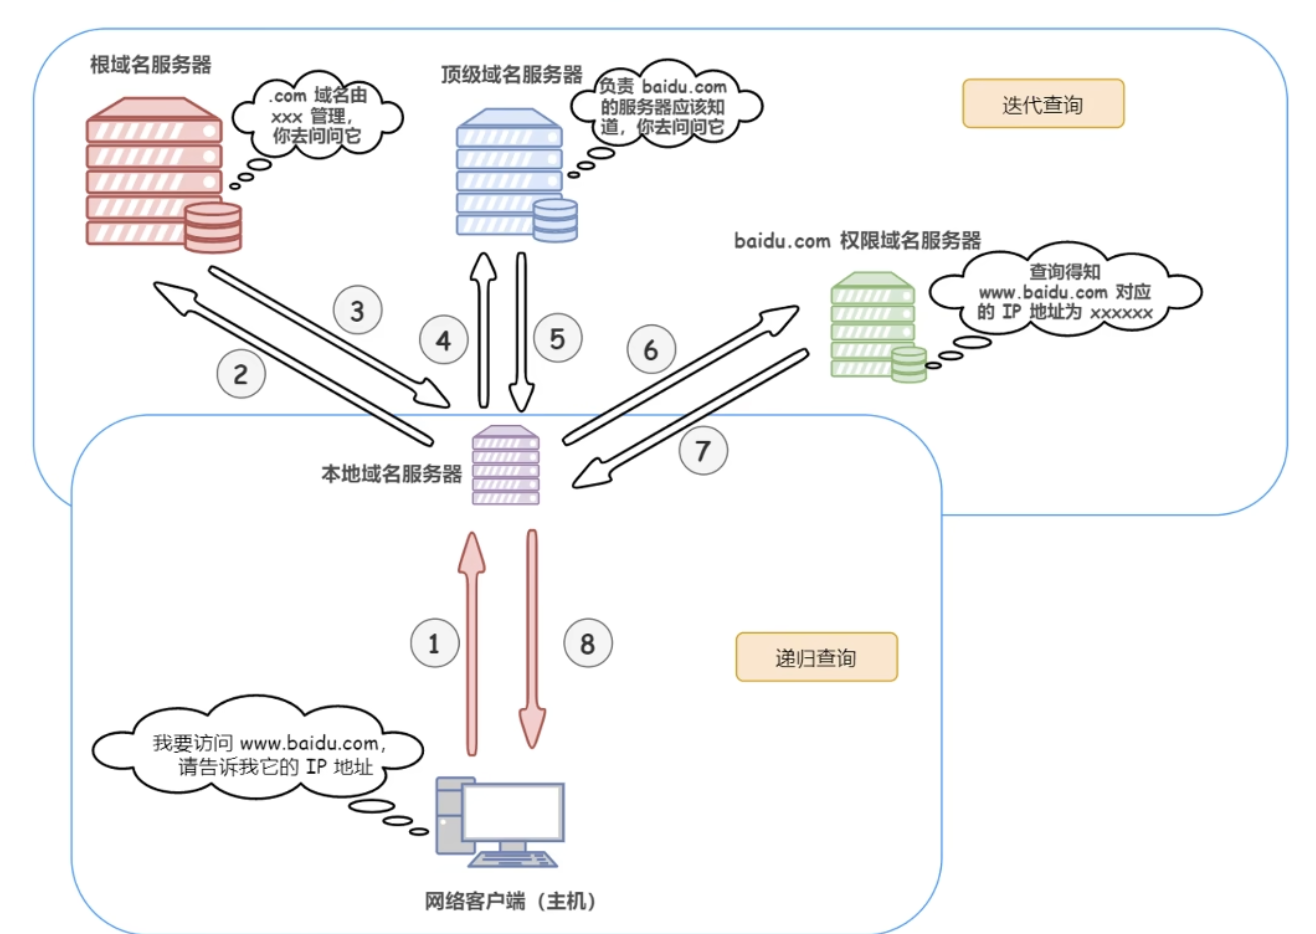 根域名服务器
.com 域名由
xxx 管理，
你去问问它
顶级域名服务器
负责 baidu.com
的服务器应该知
道，你去问问它
迭代查询
baidu.com 权限域名服务器
查询得知
www.baidu.com 对应
的 IP 地址为 xxxxxx
2
3
4
5
6
7
本地域名服务器
1
8
递归查询
我要访问 www.baidu.com，
请告诉我它的 IP 地址
网络客户端（主机）